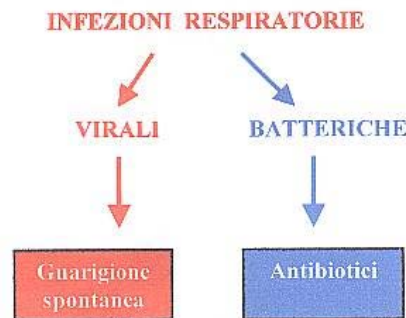 INFEZIONI RESPIRATORIE
VIRALI
BATTERICHE
Guarigione
spontanea
Antibiotici